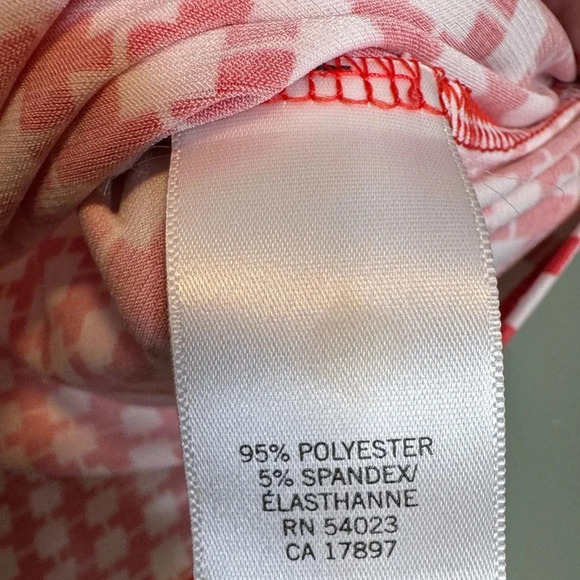 95% POLYESTER
5% SPANDEX/
ÉLASTHANNE
RN 54023
CA 17897